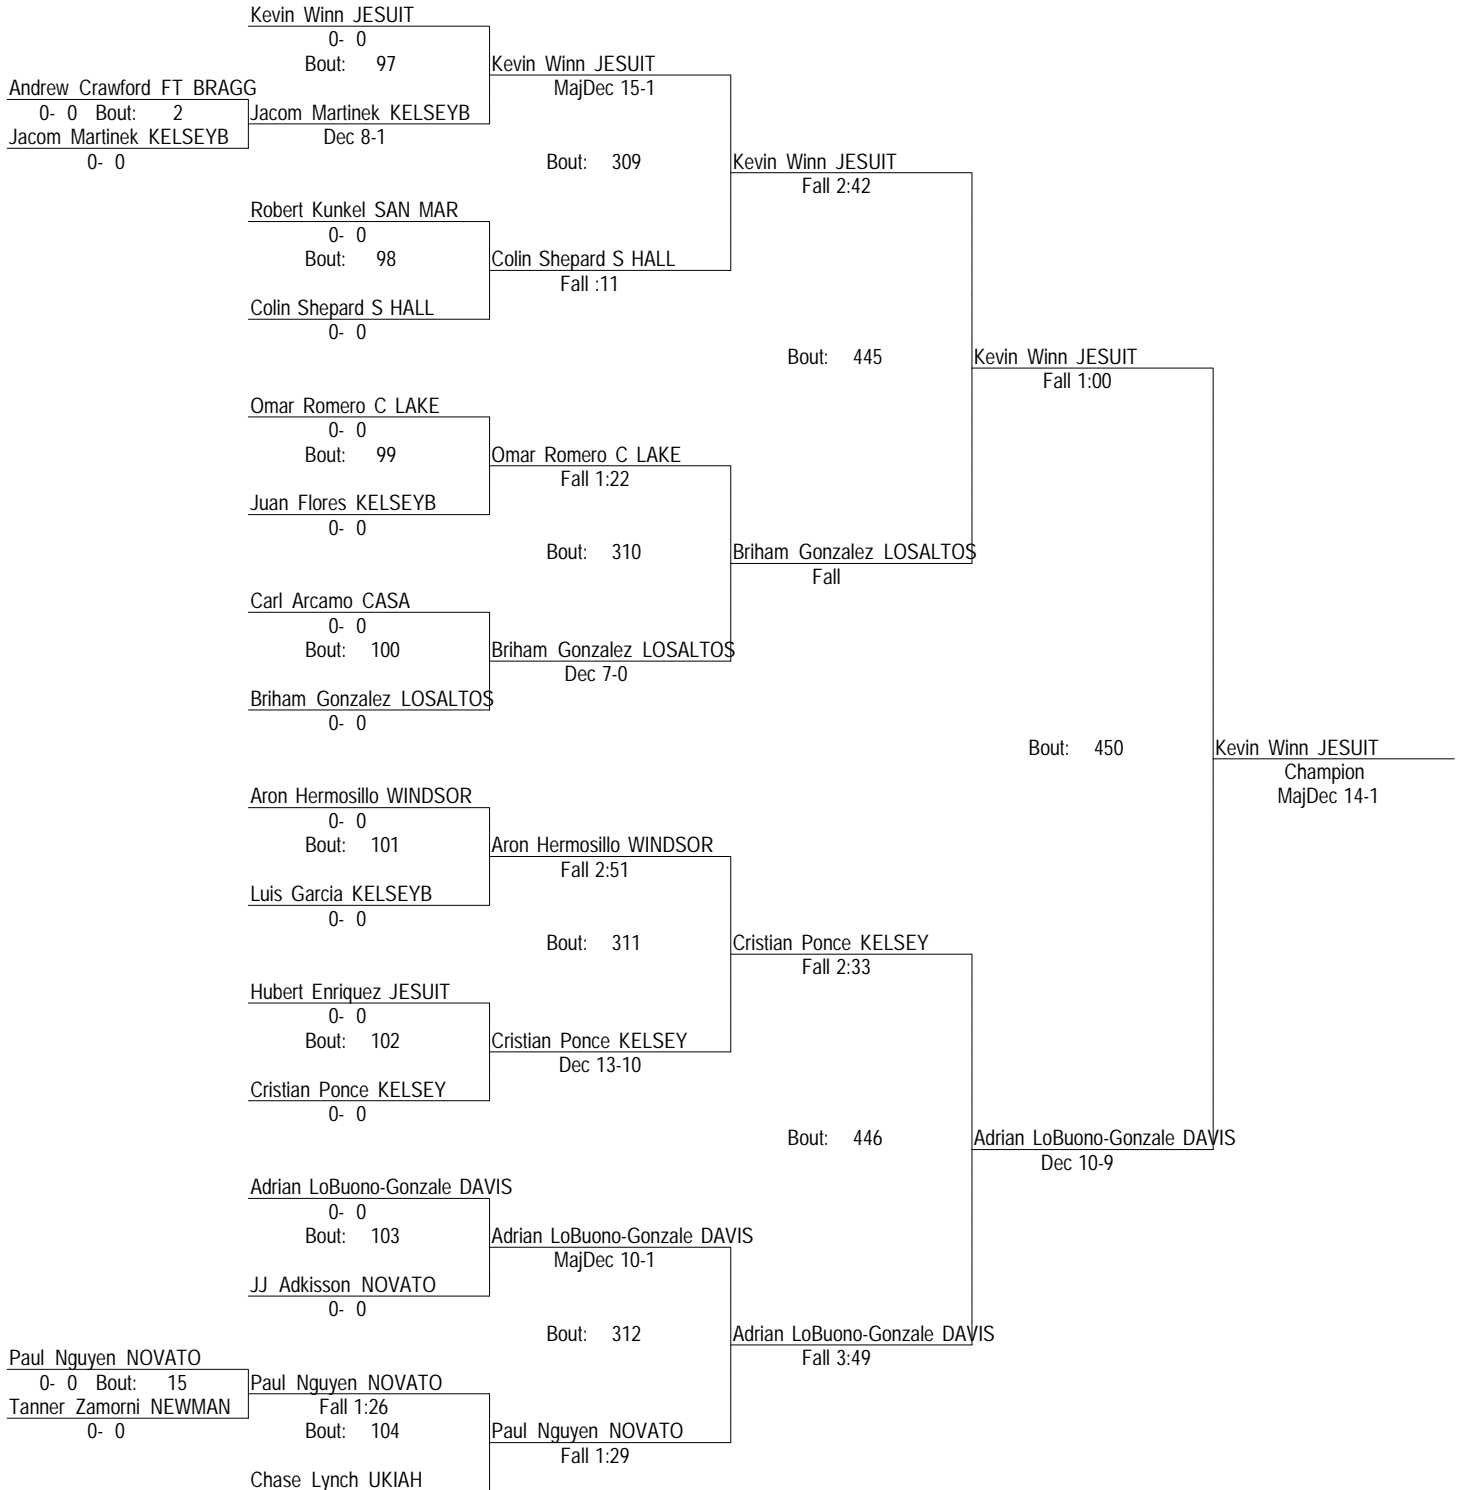 Kevin Winn JESUIT
0- 0
Bout: 97
Kevin Winn JESUIT
MajDec 15-1
Andrew Crawford FT BRAGG
0- 0 Bout: 2
Jacom Martinek KELSEYB
Jacom Martinek KELSEYB
Dec 8-1
0- 0
Bout: 309
Kevin Winn JESUIT
Fall 2:42
Robert Kunkel SAN MAR
0- 0
Bout: 98
Colin Shepard S HALL
Fall :11
Colin Shepard S HALL
0- 0
Bout: 445
Kevin Winn JESUIT
Fall 1:00
Omar Romero C LAKE
0- 0
Bout: 99
Omar Romero C LAKE
Fall 1:22
Juan Flores KELSEYB
0- 0
Bout: 310
Briham Gonzalez LOSALTOS
Fall
Carl Arcamo CASA
0- 0
Bout: 100
Briham Gonzalez LOSALTOS
Dec 7-0
Briham Gonzalez LOSALTOS
0- 0
Bout: 450
Kevin Winn JESUIT
Champion
MajDec 14-1
Aron Hermosillo WINDSOR
0- 0
Bout: 101
Aron Hermosillo WINDSOR
Fall 2:51
Luis Garcia KELSEYB
0- 0
Bout: 311
Cristian Ponce KELSEY
Fall 2:33
Hubert Enriquez JESUIT
0- 0
Bout: 102
Cristian Ponce KELSEY
Dec 13-10
Cristian Ponce KELSEY
0- 0
Bout: 446
Adrian LoBuono-Gonzale DAVIS
Dec 10-9
Adrian LoBuono-Gonzale DAVIS
0- 0
Bout: 103
Adrian LoBuono-Gonzale DAVIS
MajDec 10-1
JJ Adkisson NOVATO
0- 0
Bout: 312
Adrian LoBuono-Gonzale DAVIS
Fall 3:49
Paul Nguyen NOVATO
0- 0 Bout: 15
Paul Nguyen NOVATO
Tanner Zamorni NEWMAN
Fall 1:26
0- 0
Bout: 104
Paul Nguyen NOVATO
Fall 1:29
Chase Lynch UKIAH